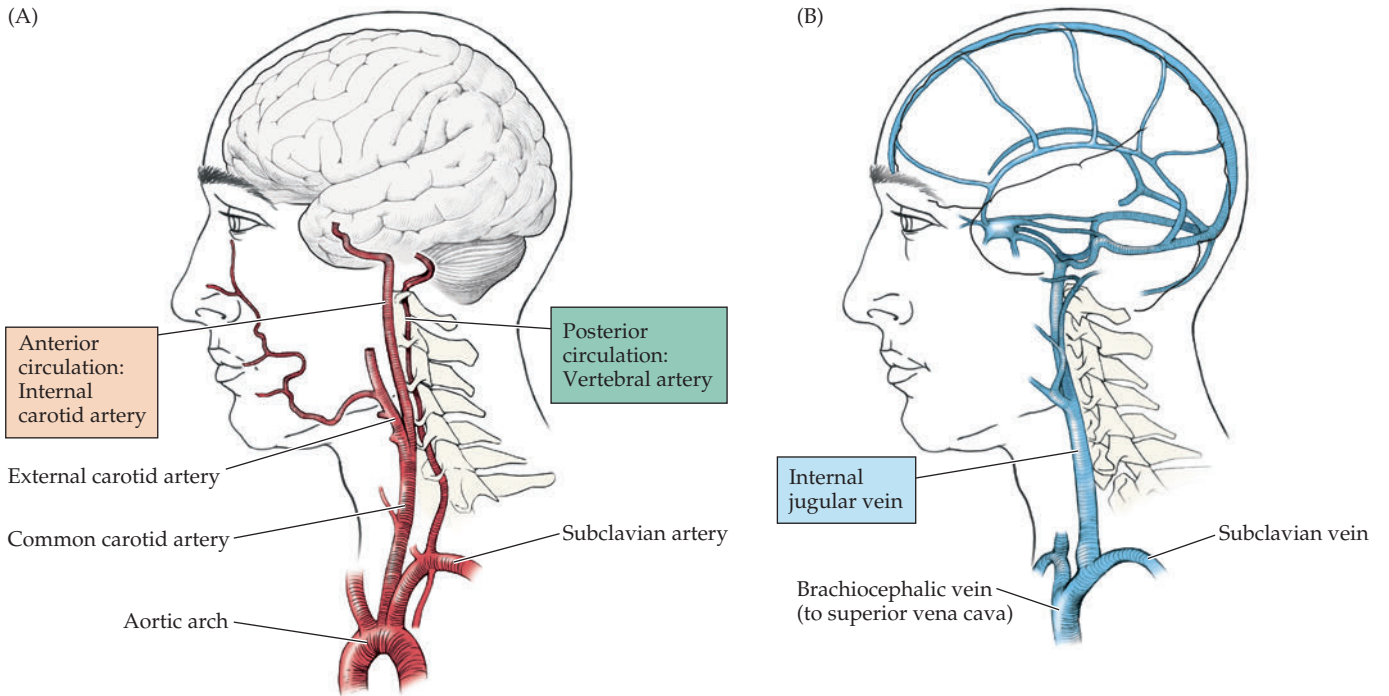 (A)
Anterior
circulation:
Internal
carotid artery
Posterior
circulation:
Vertebral artery
External carotid artery
Common carotid artery
Subclavian artery
Aortic arch
(B)
Internal
jugular vein
Subclavian vein
Brachiocephalic vein
(to superior vena cava)